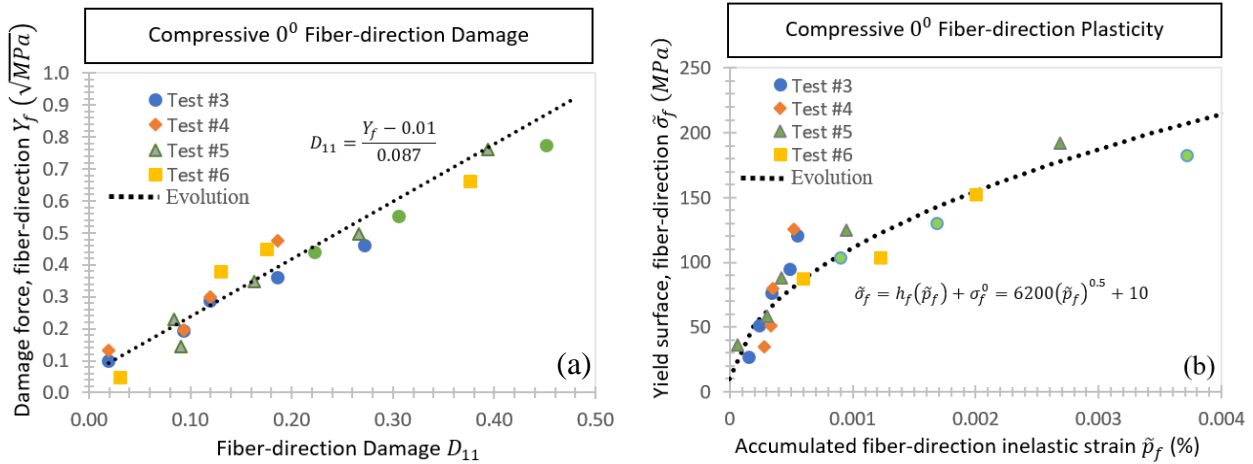 Compressive 0⁰ Fiber-direction Damage
Damage force, fiber-direction Y_f (√MPa)
1.0
0.9
0.8
0.7
0.6
0.5
0.4
0.3
0.2
0.1
0.0
Test #3
Test #4
Test #5
Test #6
Evolution
D₁₁ = (Y_f − 0.01)/0.087
(a)
0.00 0.10 0.20 0.30 0.40 0.50
Fiber-direction Damage D₁₁
Compressive 0⁰ Fiber-direction Plasticity
Yield surface, fiber-direction σ̃_f (MPa)
250
200
150
100
50
0
Test #3
Test #4
Test #5
Test #6
Evolution
σ̃_f = h_f(p̃_f) + σ_f⁰ = 6200(p̃_f)^0.5 + 10
(b)
0 0.001 0.002 0.003 0.004
Accumulated fiber-direction inelastic strain p̃_f (%)